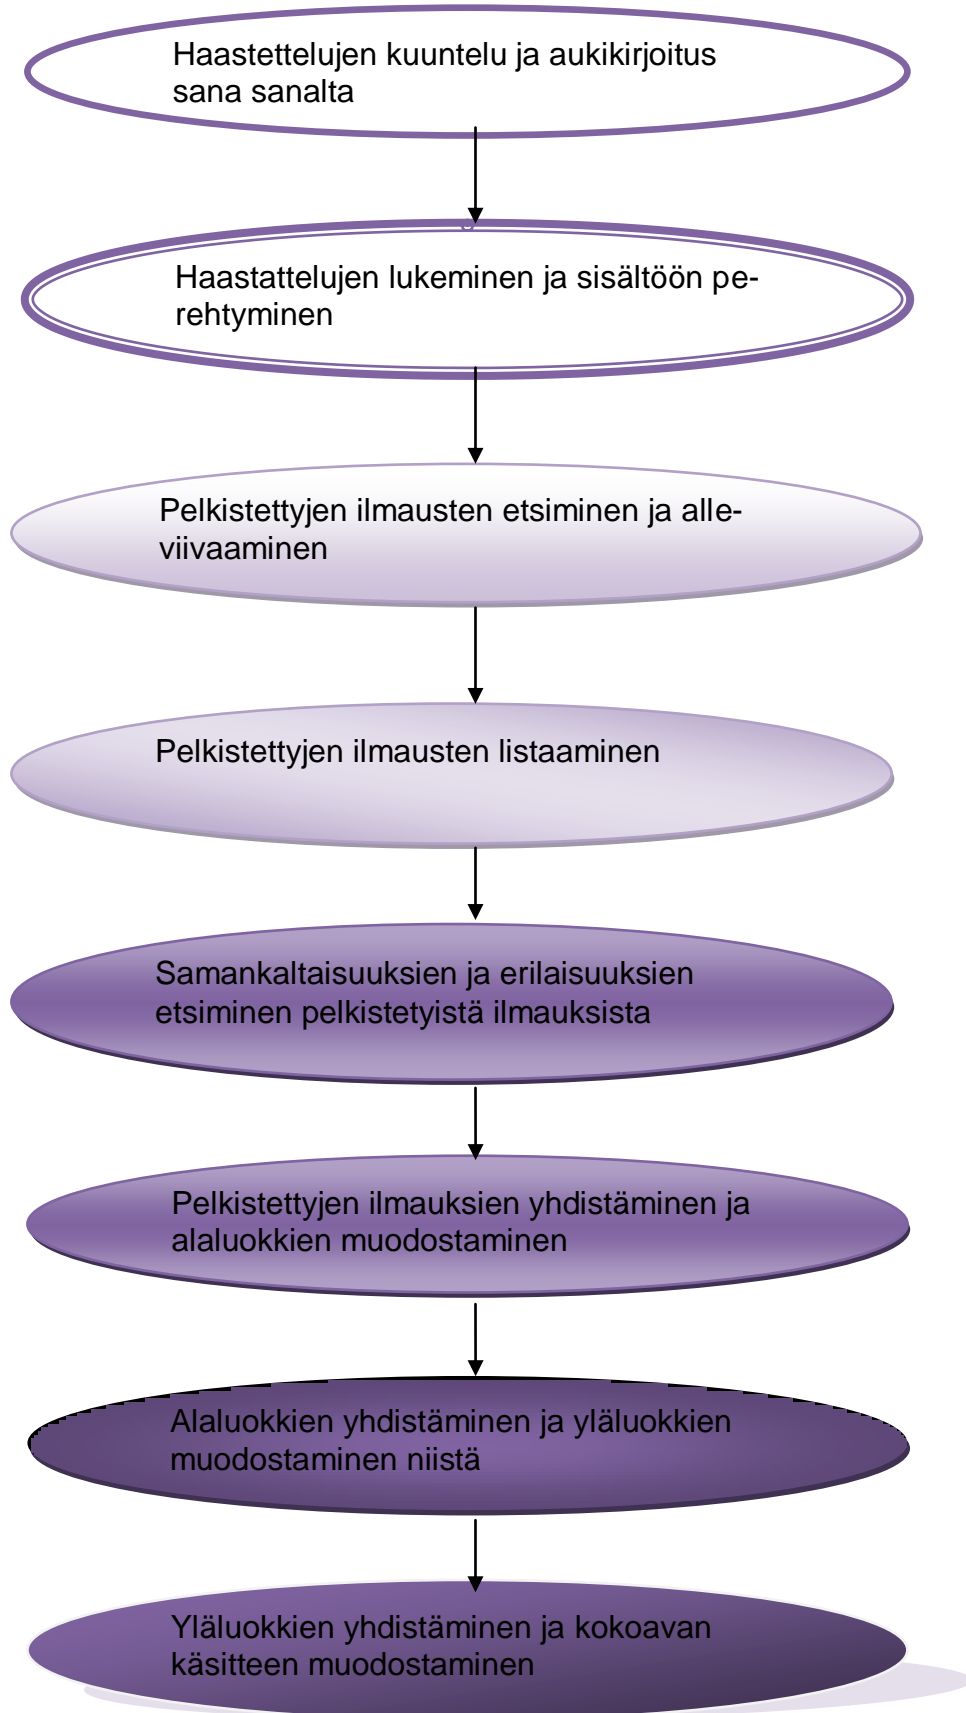 Haastettelujen kuuntelu ja aukikirjoitus
sana sanalta
Haastattelujen lukeminen ja sisältöön pe-
rehtyminen
Pelkistettyjen ilmausten etsiminen ja alle-
viivaaminen
Pelkistettyjen ilmausten listaaminen
Samankaltaisuuksien ja erilaisuuksien
etsiminen pelkistetyistä ilmauksista
Pelkistettyjen ilmauksien yhdistäminen ja
alaluokkien muodostaminen
Alaluokkien yhdistäminen ja yläluokkien
muodostaminen niistä
Yläluokkien yhdistäminen ja kokoavan
käsitteen muodostaminen